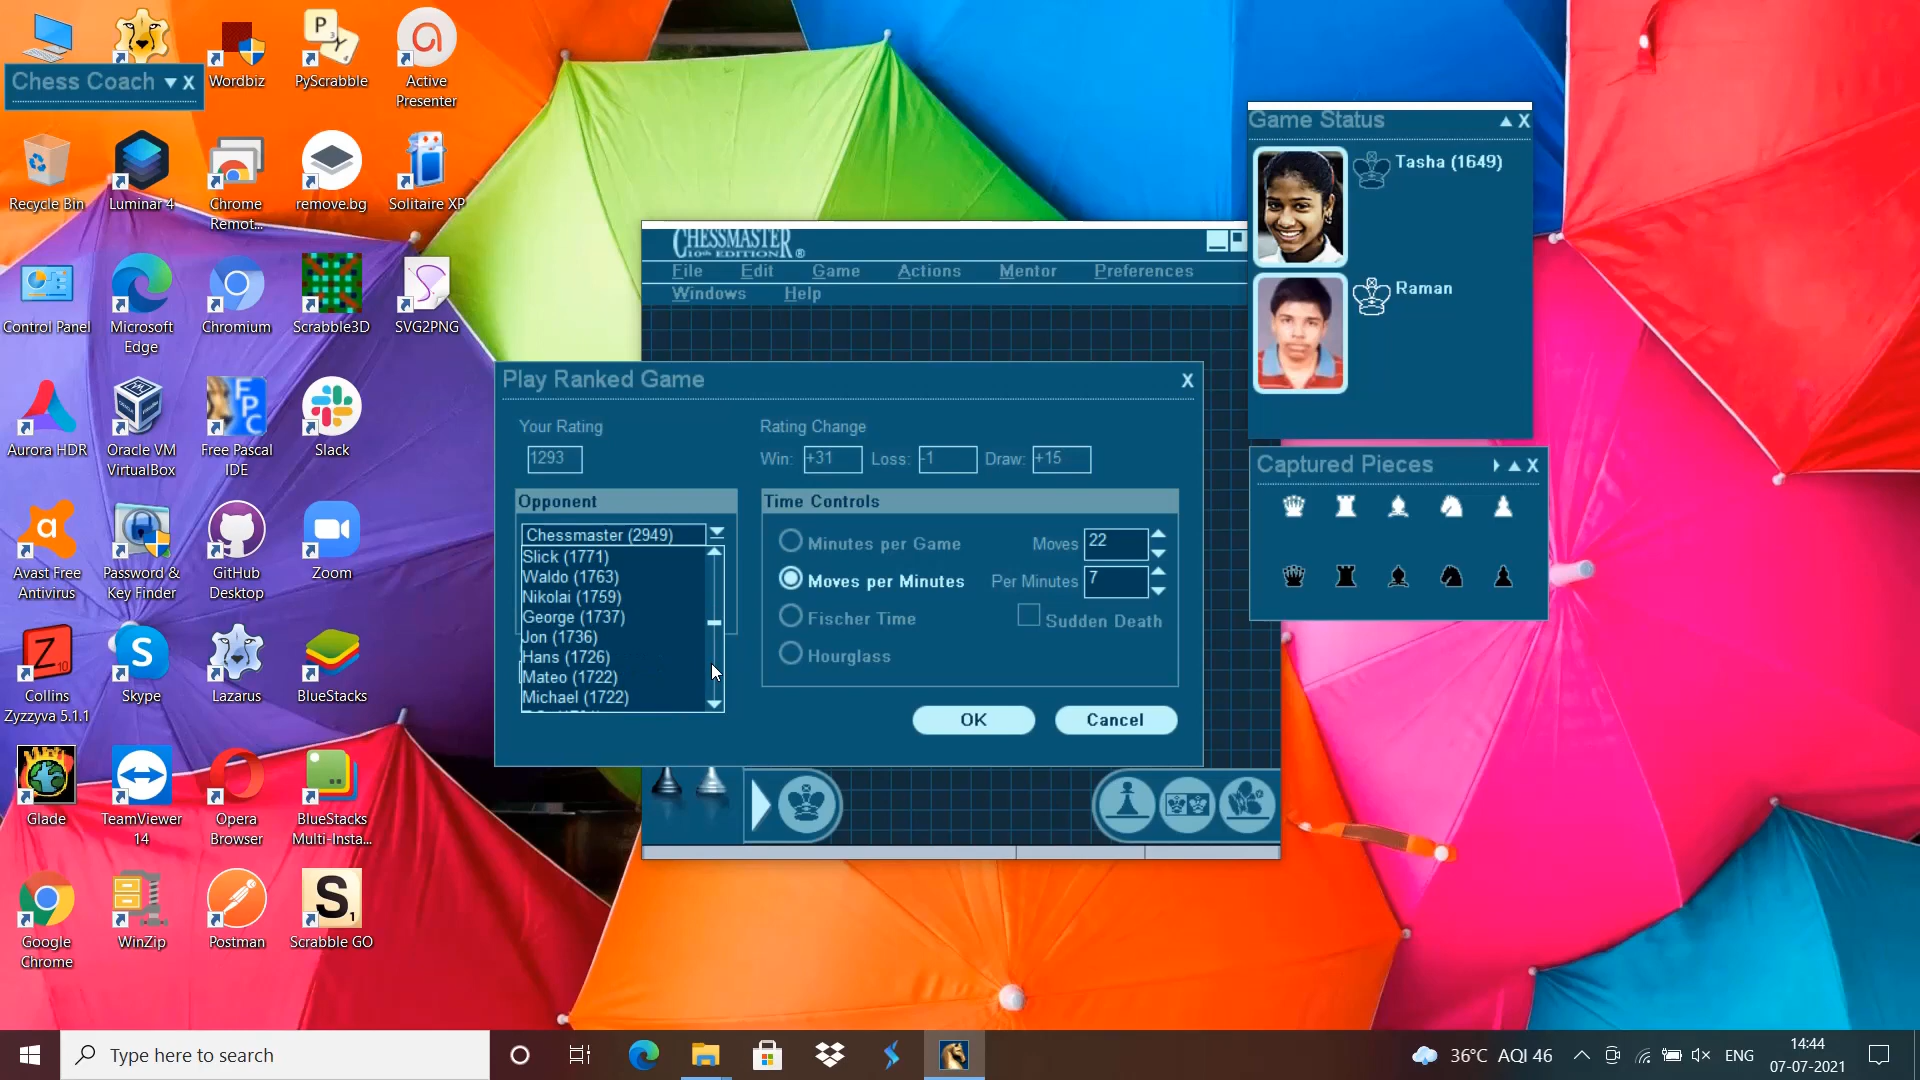 Chess Coach
Wordbiz
PyScrabble
Active
Presenter
Recycle Bin
Luminar 4
Chrome
Remot...
remove.bg
Solitaire XP
Control Panel
Microsoft
Edge
Chromium
Scrabble3D
SVG2PNG
Aurora HDR
Oracle VM
VirtualBox
Free Pascal
IDE
Slack
Avast Free
Antivirus
Password &
Key Finder
GitHub
Desktop
Zoom
Collins
Zyzzyva 5.1.1
Skype
Lazarus
BlueStacks
Glade
TeamViewer
14
Opera
Browser
BlueStacks
Multi-Insta...
Google
Chrome
WinZip
Postman
Scrabble GO
CHESSMASTER®
10th EDITION
File Edit Game Actions Mentor Preferences
Windows Help
Play Ranked Game X
Your Rating
1293
Rating Change
Win: +31 Loss: -1 Draw: +15
Opponent
Chessmaster (2949)
Slick (1771)
Waldo (1763)
Nikolai (1759)
George (1737)
Jon (1736)
Hans (1726)
Mateo (1722)
Michael (1722)
Time Controls
Minutes per Game Moves 22
Moves per Minutes Per Minutes 7
Fischer Time Sudden Death
Hourglass
OK Cancel
Game Status X
Tasha (1649)
Raman
Captured Pieces X
Type here to search
36°C AQI 46
ENG
14:44
07-07-2021